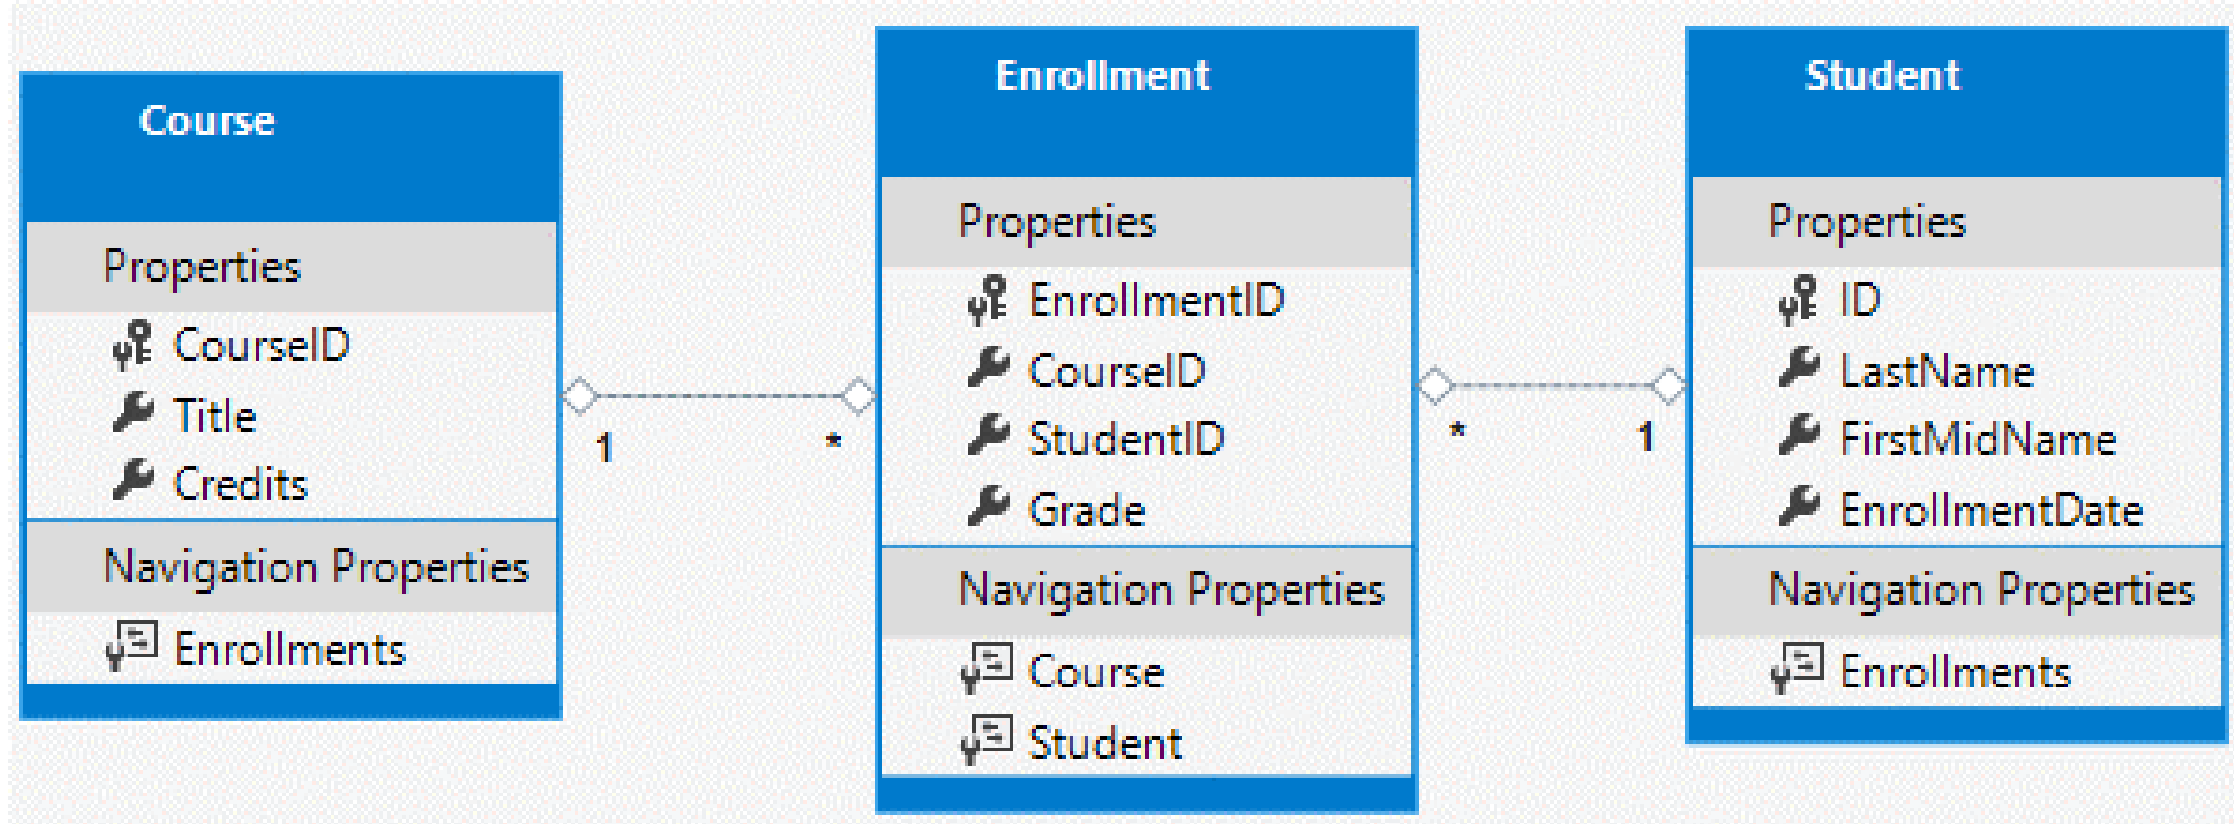 Course
Properties
CourseID
Title
Credits
Navigation Properties
Enrollments
1
*
Enrollment
Properties
EnrollmentID
CourseID
StudentID
Grade
Navigation Properties
Course
Student
*
1
Student
Properties
ID
LastName
FirstMidName
EnrollmentDate
Navigation Properties
Enrollments